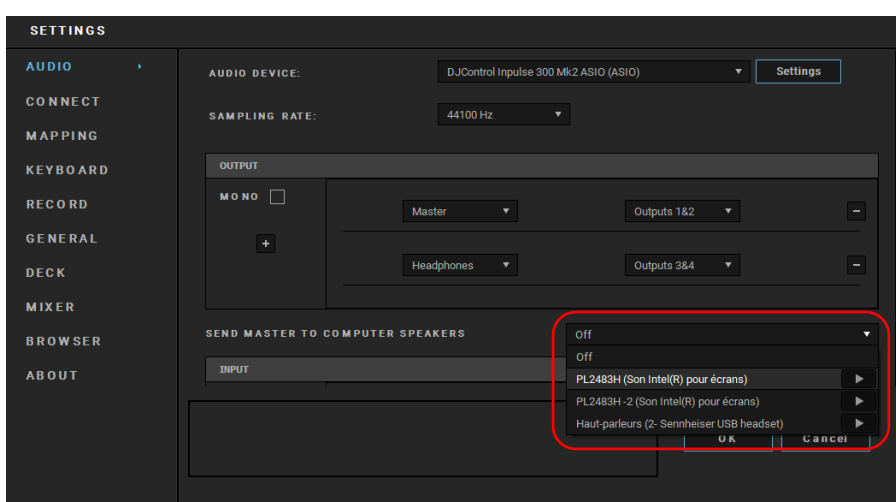 SETTINGS
AUDIO
CONNECT
MAPPING
KEYBOARD
RECORD
GENERAL
DECK
MIXER
BROWSER
ABOUT
AUDIO DEVICE: DJControl Inpulse 300 Mk2 ASIO (ASIO) Settings
SAMPLING RATE: 44100 Hz
OUTPUT
MONO
Master Outputs 1&2 –
+
Headphones Outputs 3&4 –
SEND MASTER TO COMPUTER SPEAKERS Off
Off
INPUT
PL2483H (Son Intel(R) pour écrans)
PL2483H -2 (Son Intel(R) pour écrans)
Haut-parleurs (2- Sennheiser USB headset)
OK Cancel